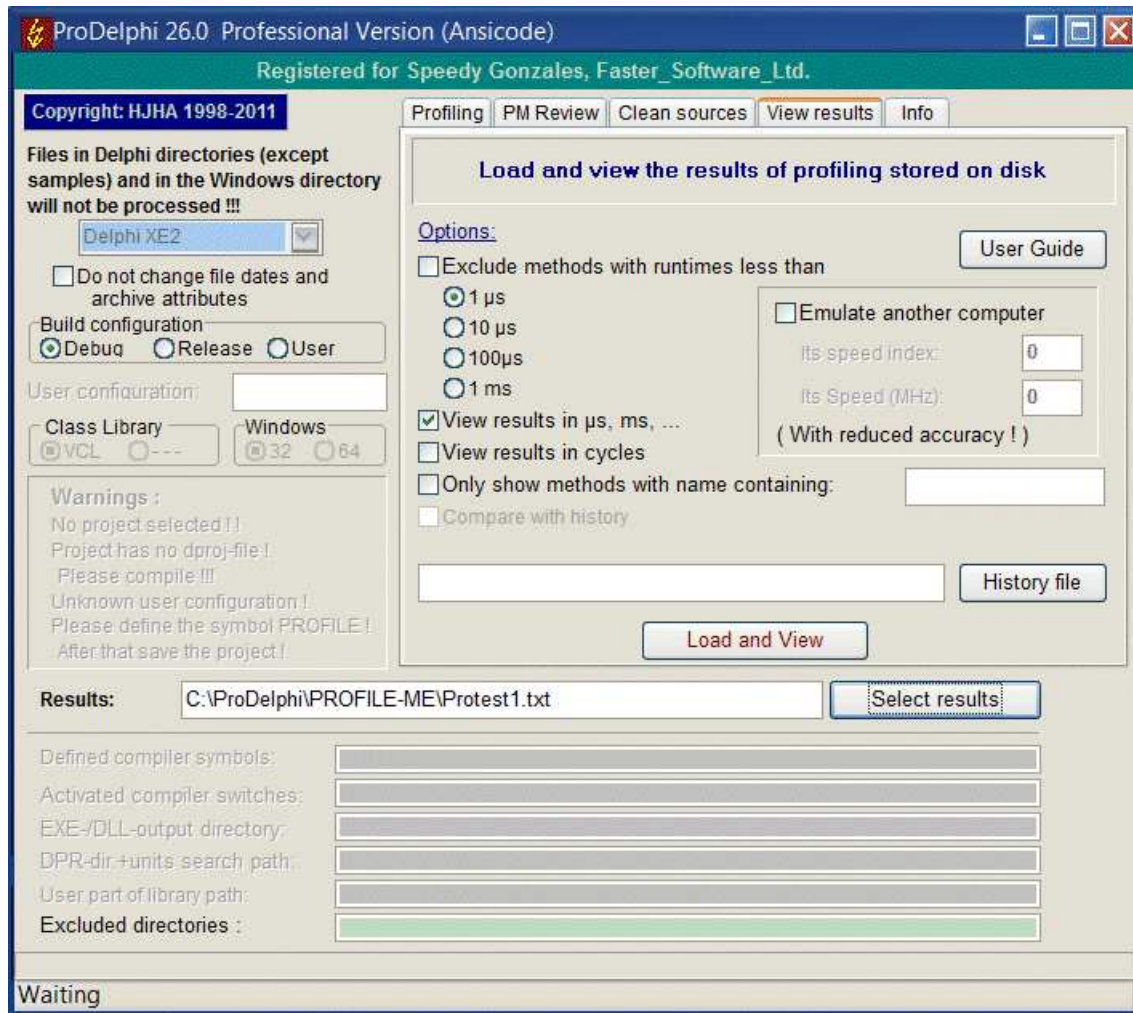 ProDelphi 26.0 Professional Version (Ansicode)
Registered for Speedy Gonzales, Faster_Software_Ltd.
Copyright: HJHA 1998-2011
Files in Delphi directories (except
samples) and in the Windows directory
will not be processed !!!
Delphi XE2
Do not change file dates and
archive attributes
Build configuration
Debug Release User
User configuration:
Class Library Windows
VCL --- 32 64
Warnings :
No project selected ! !
Project has no dproj-file !
Please compile !!!
Unknown user configuration !
Please define the symbol PROFILE !
After that save the project !
Profiling PM Review Clean sources View results Info
Load and view the results of profiling stored on disk
Options:
User Guide
Exclude methods with runtimes less than
1 µs
10 µs
100µs
1 ms
Emulate another computer
Its speed index: 0
Its Speed (MHz): 0
( With reduced accuracy ! )
View results in µs, ms, ...
View results in cycles
Only show methods with name containing:
Compare with history
History file
Load and View
Results: C:\ProDelphi\PROFILE-ME\Protest1.txt Select results
Defined compiler symbols:
Activated compiler switches:
EXE-/DLL-output directory:
DPR-dir.+units search path:
User part of library path:
Excluded directories :
Waiting